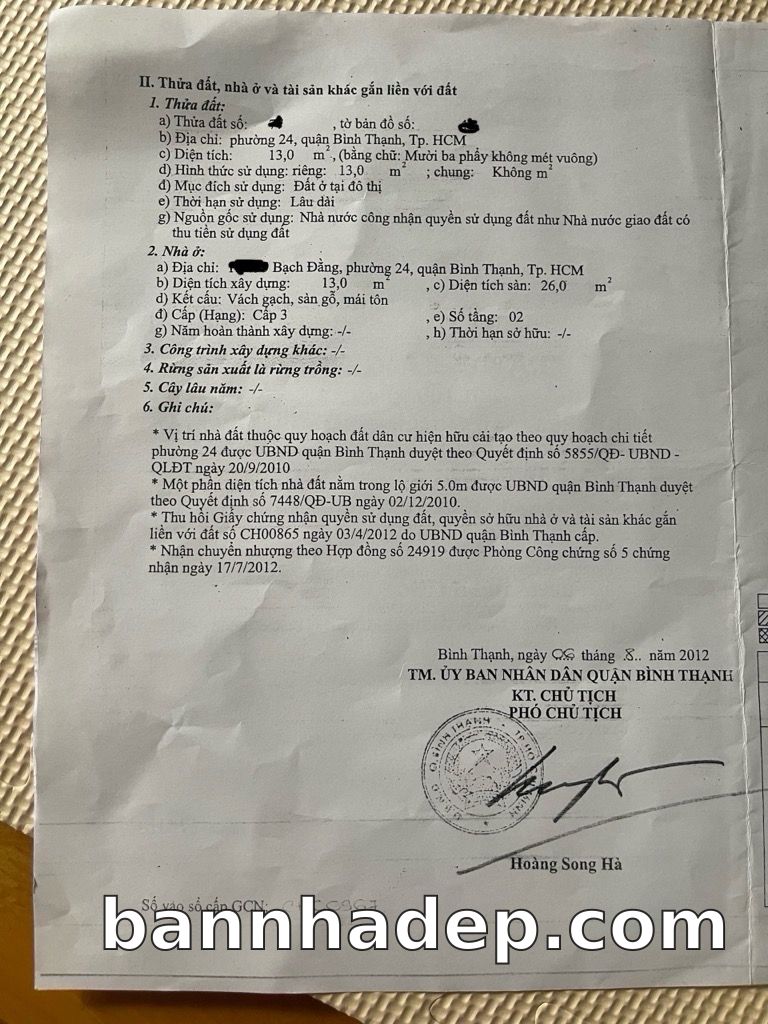 II. Thửa đất, nhà ở và tài sản khác gắn liền với đất
1. Thửa đất:
a) Thửa đất số: , tờ bản đồ số:
b) Địa chỉ: phường 24, quận Bình Thạnh, Tp. HCM
c) Diện tích: 13,0 m², (bằng chữ: Mười ba phẩy không mét vuông)
d) Hình thức sử dụng: riêng: 13,0 m² ; chung: Không m²
đ) Mục đích sử dụng: Đất ở tại đô thị
e) Thời hạn sử dụng: Lâu dài
g) Nguồn gốc sử dụng: Nhà nước công nhận quyền sử dụng đất như Nhà nước giao đất có
thu tiền sử dụng đất
2. Nhà ở:
a) Địa chỉ: Bạch Đằng, phường 24, quận Bình Thạnh, Tp. HCM
b) Diện tích xây dựng: 13,0 m² , c) Diện tích sàn: 26,0 m²
d) Kết cấu: Vách gạch, sàn gỗ, mái tôn
đ) Cấp (Hạng): Cấp 3 , e) Số tầng: 02
g) Năm hoàn thành xây dựng: -/- , h) Thời hạn sở hữu: -/-
3. Công trình xây dựng khác: -/-
4. Rừng sản xuất là rừng trồng: -/-
5. Cây lâu năm: -/-
6. Ghi chú:
* Vị trí nhà đất thuộc quy hoạch đất dân cư hiện hữu cải tạo theo quy hoạch chi tiết
phường 24 được UBND quận Bình Thạnh duyệt theo Quyết định số 5855/QĐ- UBND -
QLĐT ngày 20/9/2010
* Một phần diện tích nhà đất nằm trong lộ giới 5.0m được UBND quận Bình Thạnh duyệt
theo Quyết định số 7448/QĐ-UB ngày 02/12/2010.
* Thu hồi Giấy chứng nhận quyền sử dụng đất, quyền sở hữu nhà ở và tài sản khác gắn
liền với đất số CH00865 ngày 03/4/2012 do UBND quận Bình Thạnh cấp.
* Nhận chuyển nhượng theo Hợp đồng số 24919 được Phòng Công chứng số 5 chứng
nhận ngày 17/7/2012.
Bình Thạnh, ngày tháng 8.. năm 2012
TM. ỦY BAN NHÂN DÂN QUẬN BÌNH THẠNH
KT. CHỦ TỊCH
PHÓ CHỦ TỊCH
Hoàng Song Hà
Số vào sổ cấp GCN:
bannhadep.com